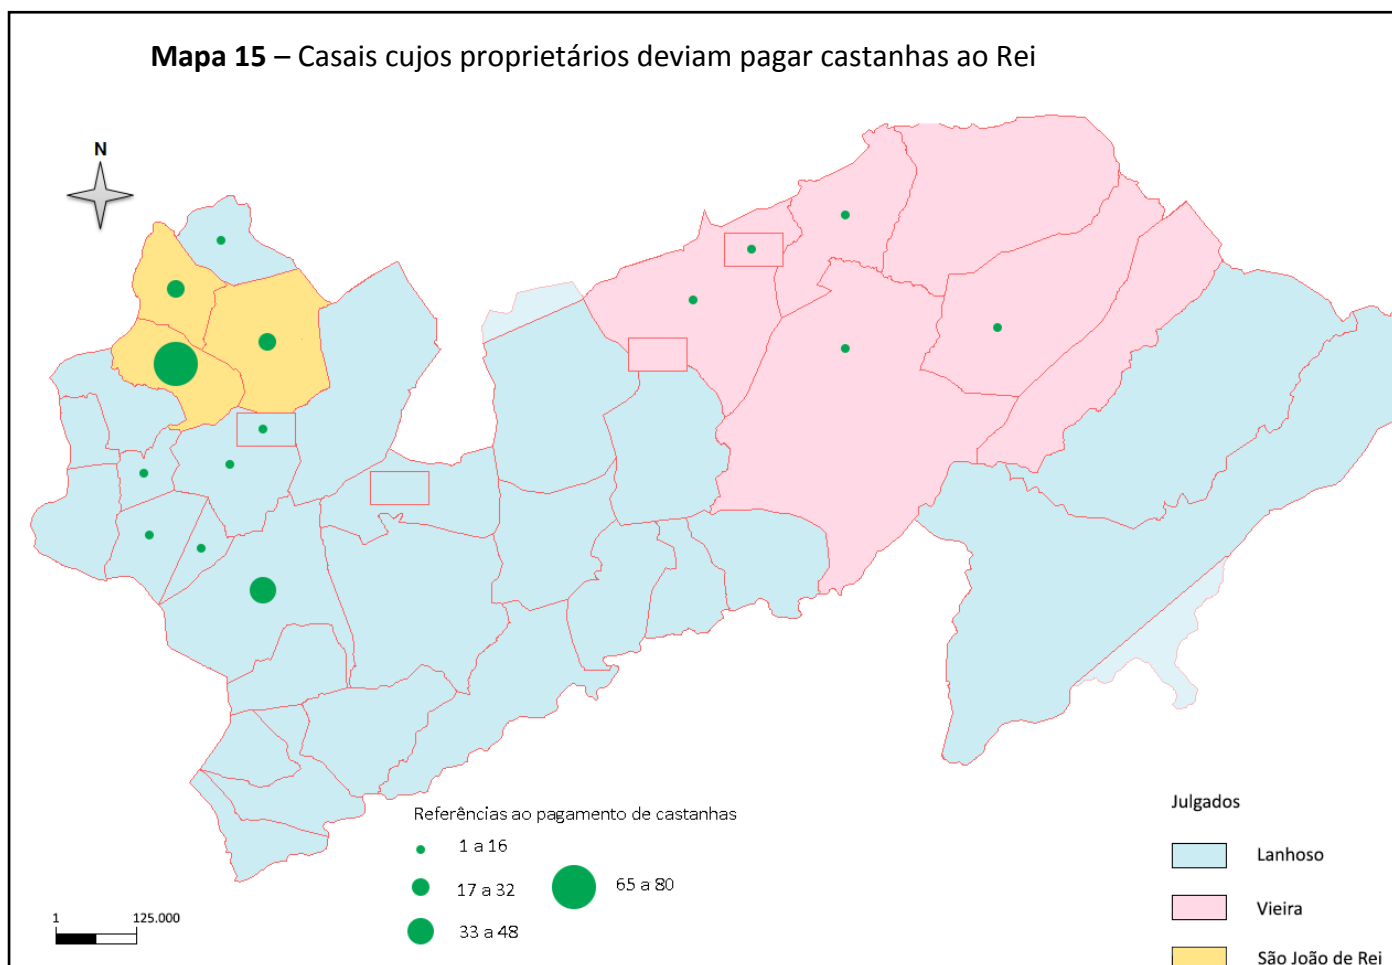 Mapa 15 – Casais cujos proprietários deviam pagar castanhas ao Rei
N
Referências ao pagamento de castanhas
1 a 16
17 a 32
33 a 48
65 a 80
1 125.000
Julgados
Lanhoso
Vieira
São João de Rei